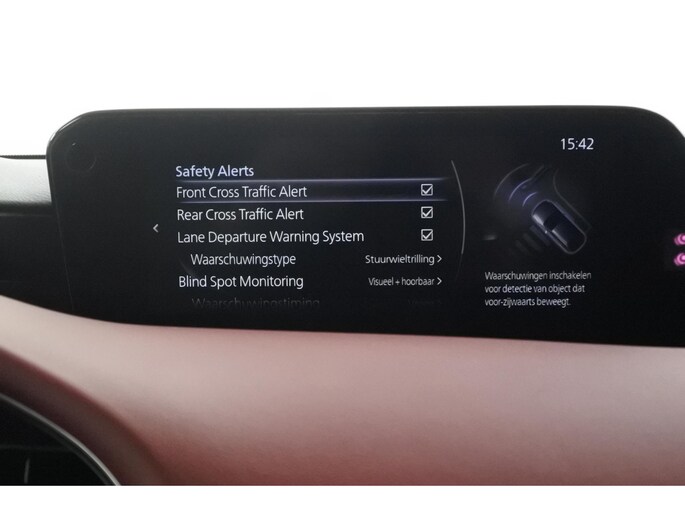 15:42
Safety Alerts
Front Cross Traffic Alert
Rear Cross Traffic Alert
Lane Departure Warning System
Waarschuwingstype Stuurwieltrilling >
Blind Spot Monitoring Visueel + hoorbaar >
Waarschuwingstiming
Waarschuwingen inschakelen
voor detectie van object dat
voor-zijwaarts beweegt.